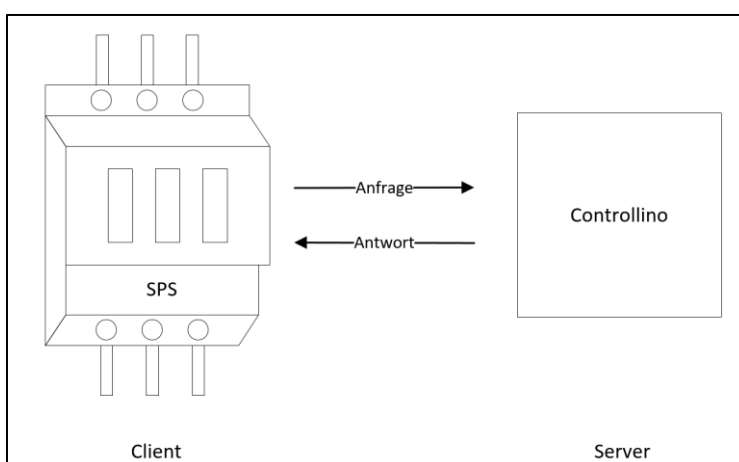 Anfrage
Controllino
Antwort
SPS
Client
Server